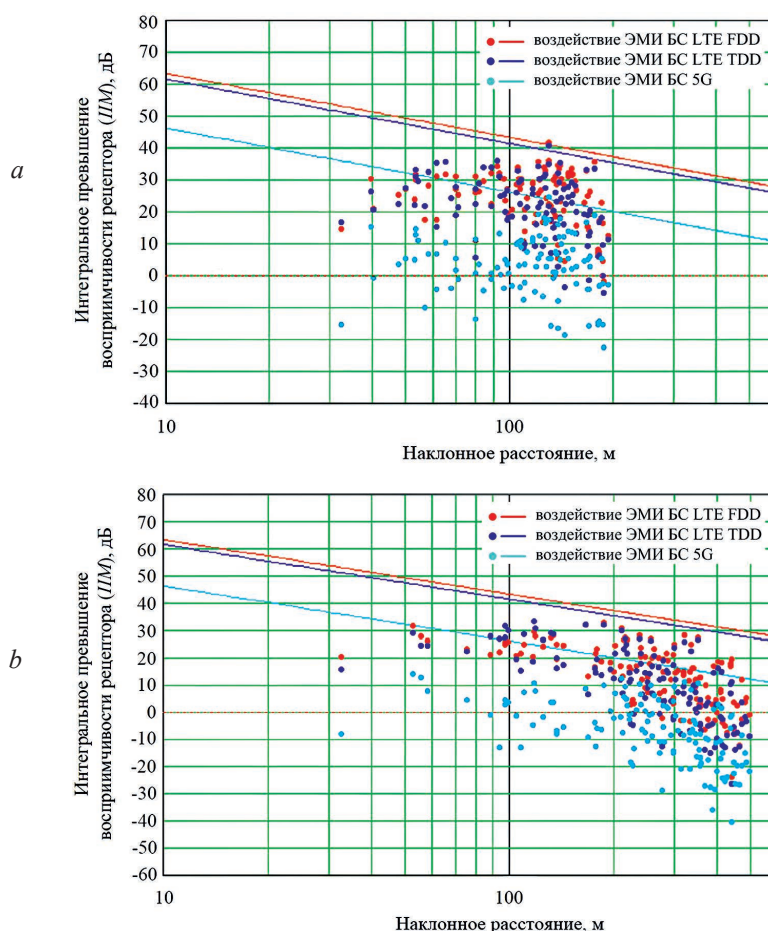 a
Интегральное превышение
восприимчивости рецептора (IIM), дБ
80
70
60
50
40
30
20
10
0
-10
-20
-30
-40
воздействие ЭМИ БС LTE FDD
воздействие ЭМИ БС LTE TDD
воздействие ЭМИ БС 5G
10
100
Наклонное расстояние, м
b
Интегральное превышение
восприимчивости рецептора (IIM), дБ
80
70
60
50
40
30
20
10
0
-10
-20
-30
-40
-50
-60
воздействие ЭМИ БС LTE FDD
воздействие ЭМИ БС LTE TDD
воздействие ЭМИ БС 5G
10
100
Наклонное расстояние, м